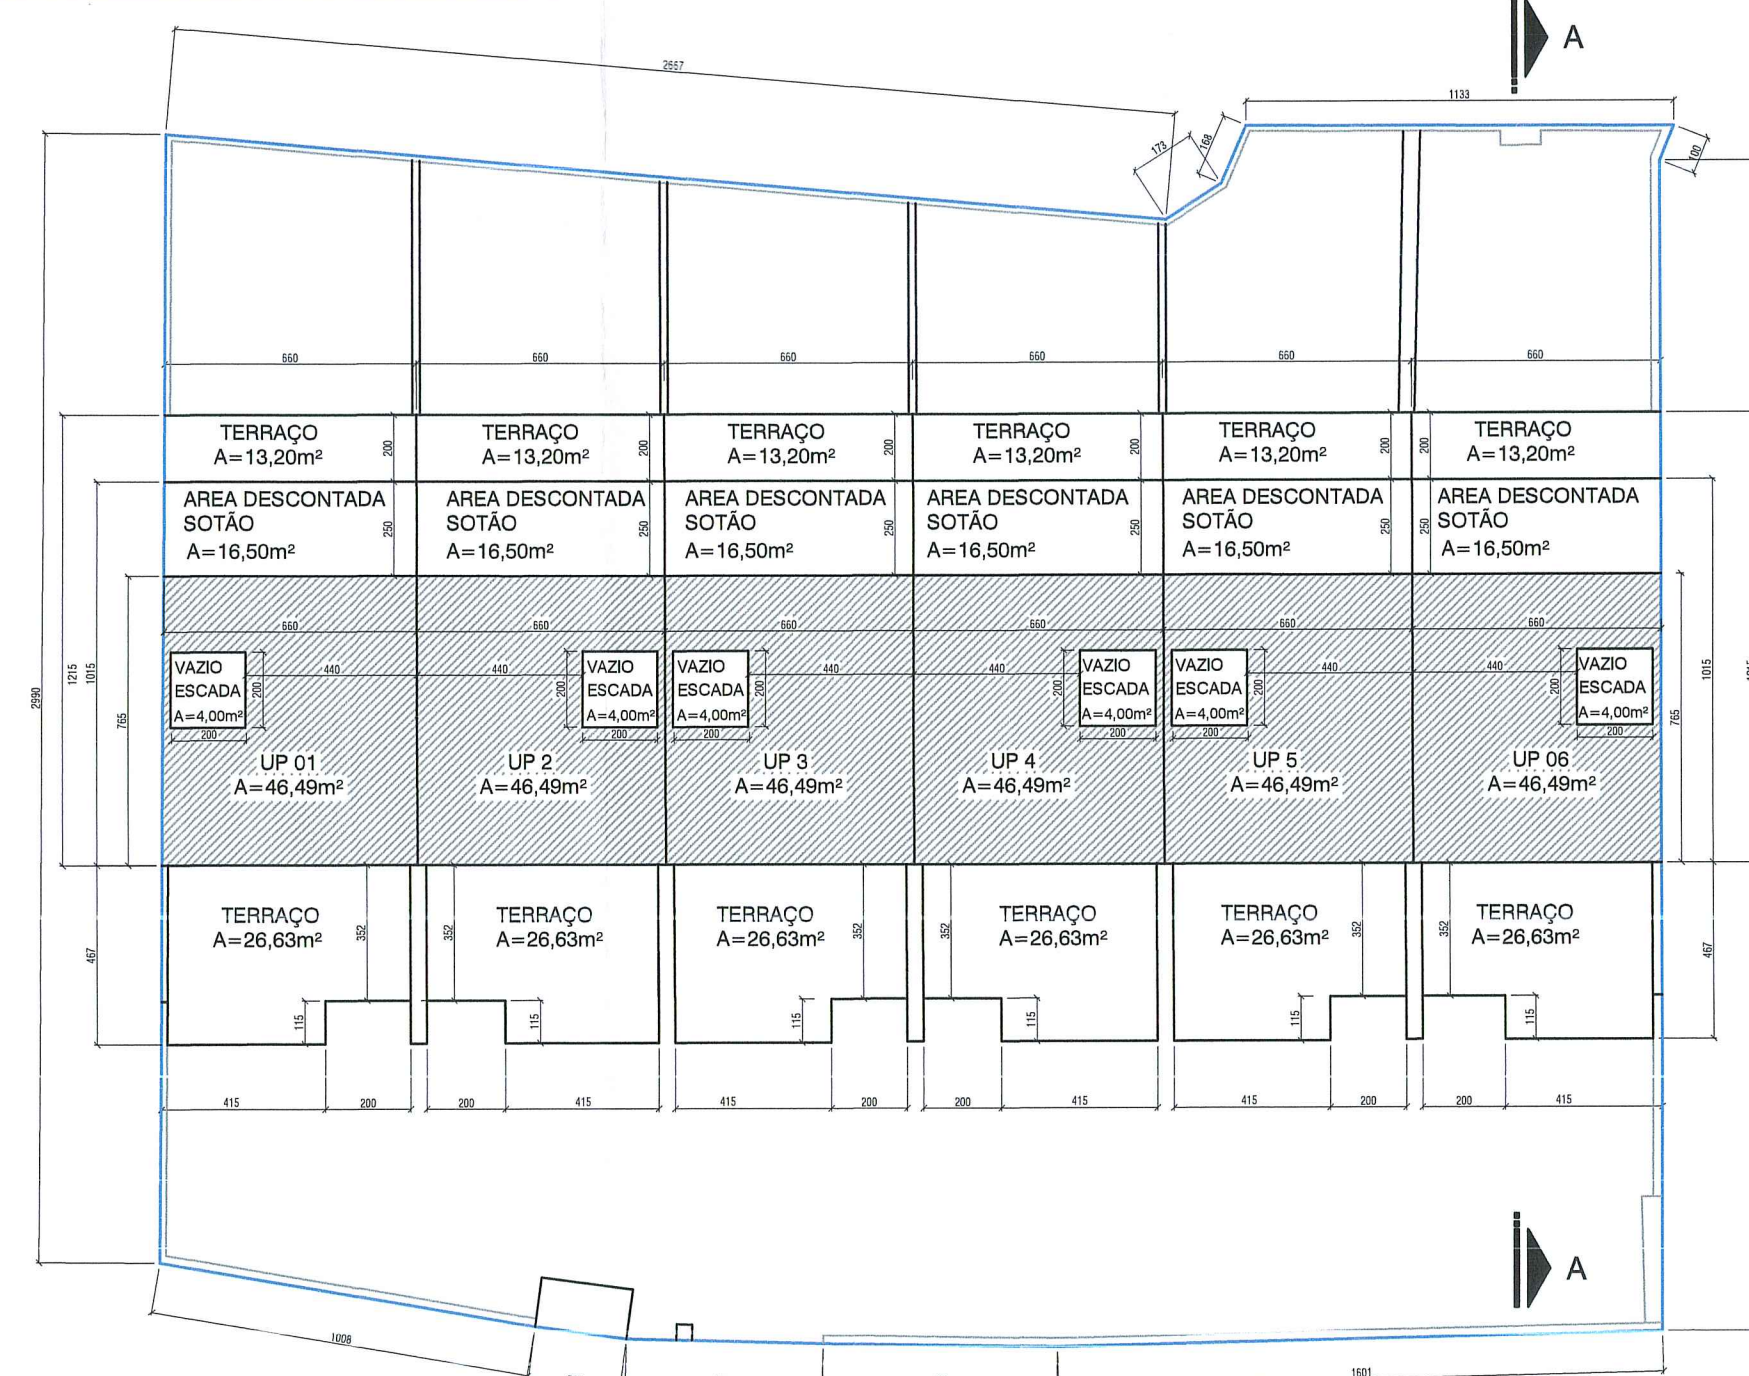 A
2667
1133
173
168
100
660 660 660 660 660 660
TERRAÇO
A=13,20m²
200
TERRAÇO
A=13,20m²
200
TERRAÇO
A=13,20m²
200
TERRAÇO
A=13,20m²
200
TERRAÇO
A=13,20m²
200
200
TERRAÇO
A=13,20m²
AREA DESCONTADA
SOTÃO
A=16,50m²
250
AREA DESCONTADA
SOTÃO
A=16,50m²
250
AREA DESCONTADA
SOTÃO
A=16,50m²
250
AREA DESCONTADA
SOTÃO
A=16,50m²
250
AREA DESCONTADA
SOTÃO
A=16,50m²
250
250
AREA DESCONTADA
SOTÃO
A=16,50m²
2990
1215
1015
765
467
660 660 660 660 660 660
VAZIO
ESCADA
A=4,00m²
200
200
440
440
VAZIO
ESCADA
A=4,00m²
200
200
VAZIO
ESCADA
A=4,00m²
200
200
440
440
VAZIO
ESCADA
A=4,00m²
200
200
VAZIO
ESCADA
A=4,00m²
200
200
440
440
VAZIO
ESCADA
A=4,00m²
200
200
1015
765
467
UP 01
A=46,49m²
UP 2
A=46,49m²
UP 3
A=46,49m²
UP 4
A=46,49m²
UP 5
A=46,49m²
UP 06
A=46,49m²
TERRAÇO
A=26,63m²
352
115
TERRAÇO
A=26,63m²
352
115
TERRAÇO
A=26,63m²
352
115
TERRAÇO
A=26,63m²
352
115
TERRAÇO
A=26,63m²
352
115
TERRAÇO
A=26,63m²
352
115
415 200 200 415 415 200 200 415 415 200 200 415
A
1008
1601